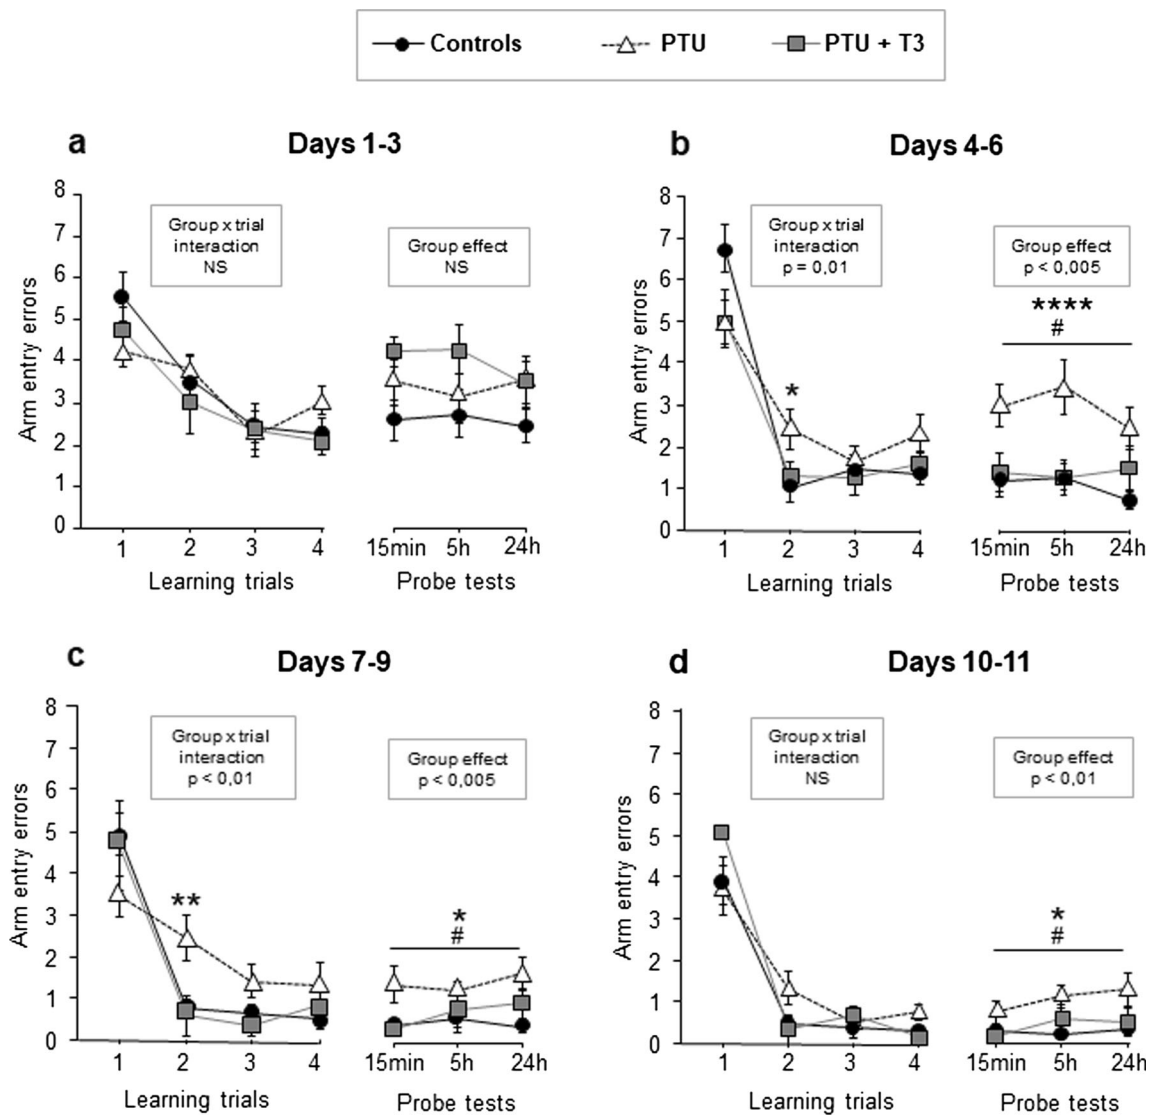 Controls
PTU
PTU + T3
a
Days 1-3
Arm entry errors
8
7
6
5
4
3
2
1
0
Group x trial
interaction
NS
Group effect
NS
1 2 3 4
15min 5h 24h
Learning trials
Probe tests
b
Days 4-6
Arm entry errors
8
7
6
5
4
3
2
1
0
Group x trial
interaction
p = 0,01
Group effect
p < 0,005
****
#
*
1 2 3 4
15min 5h 24h
Learning trials
Probe tests
c
Days 7-9
Arm entry errors
8
7
6
5
4
3
2
1
0
Group x trial
interaction
p < 0,01
Group effect
p < 0,005
**
*
#
1 2 3 4
15min 5h 24h
Learning trials
Probe tests
d
Days 10-11
Arm entry errors
8
7
6
5
4
3
2
1
0
Group x trial
interaction
NS
Group effect
p < 0,01
*
#
1 2 3 4
15min 5h 24h
Learning trials
Probe tests